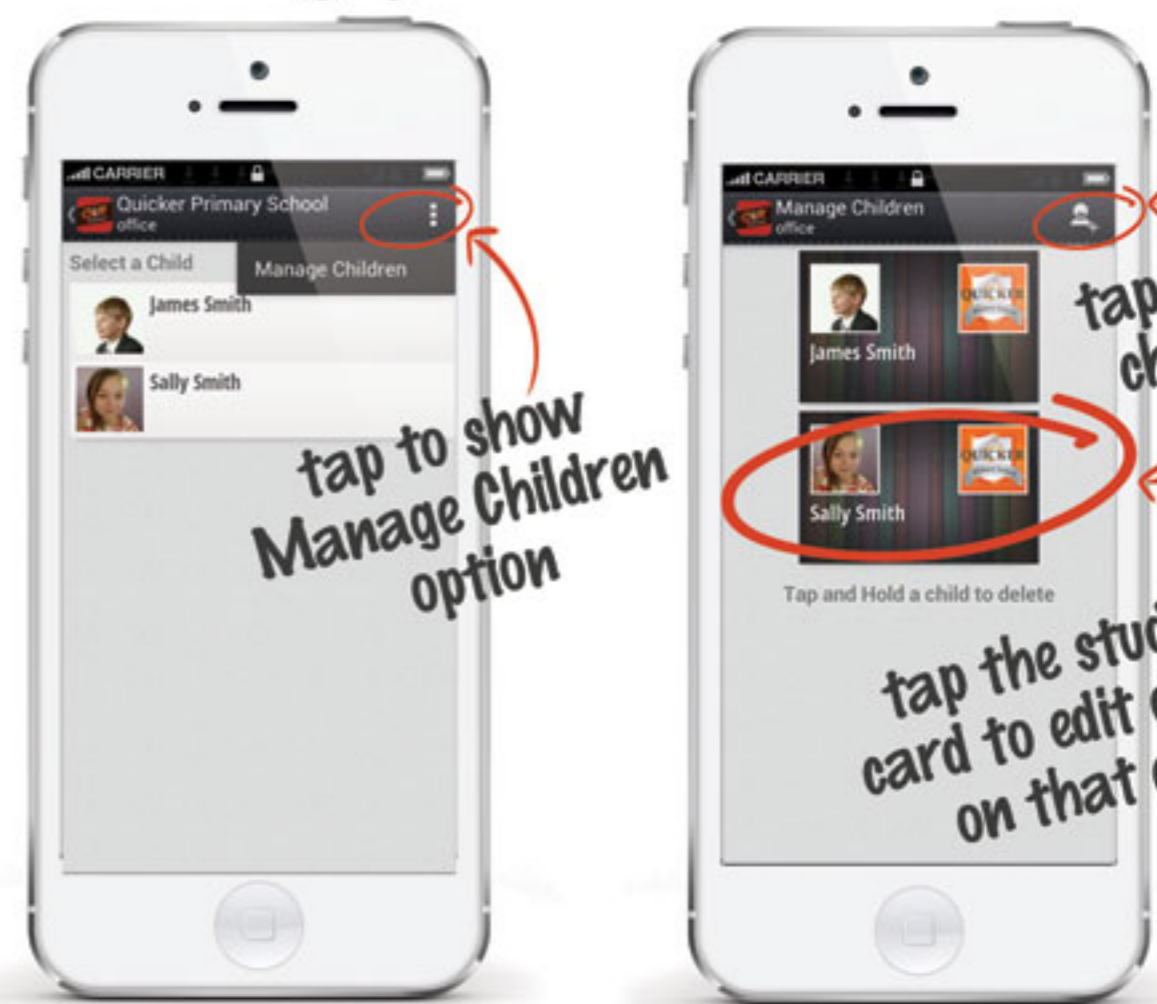 CARRIER
Quicker Primary School
office
Select a Child
Manage Children
James Smith
Sally Smith
tap to show
Manage Children
option
CARRIER
Manage Children
office
QUICKER
James Smith
QUICKER
Sally Smith
Tap and Hold a child to delete
tap
ch
tap the stud
card to edit
on that